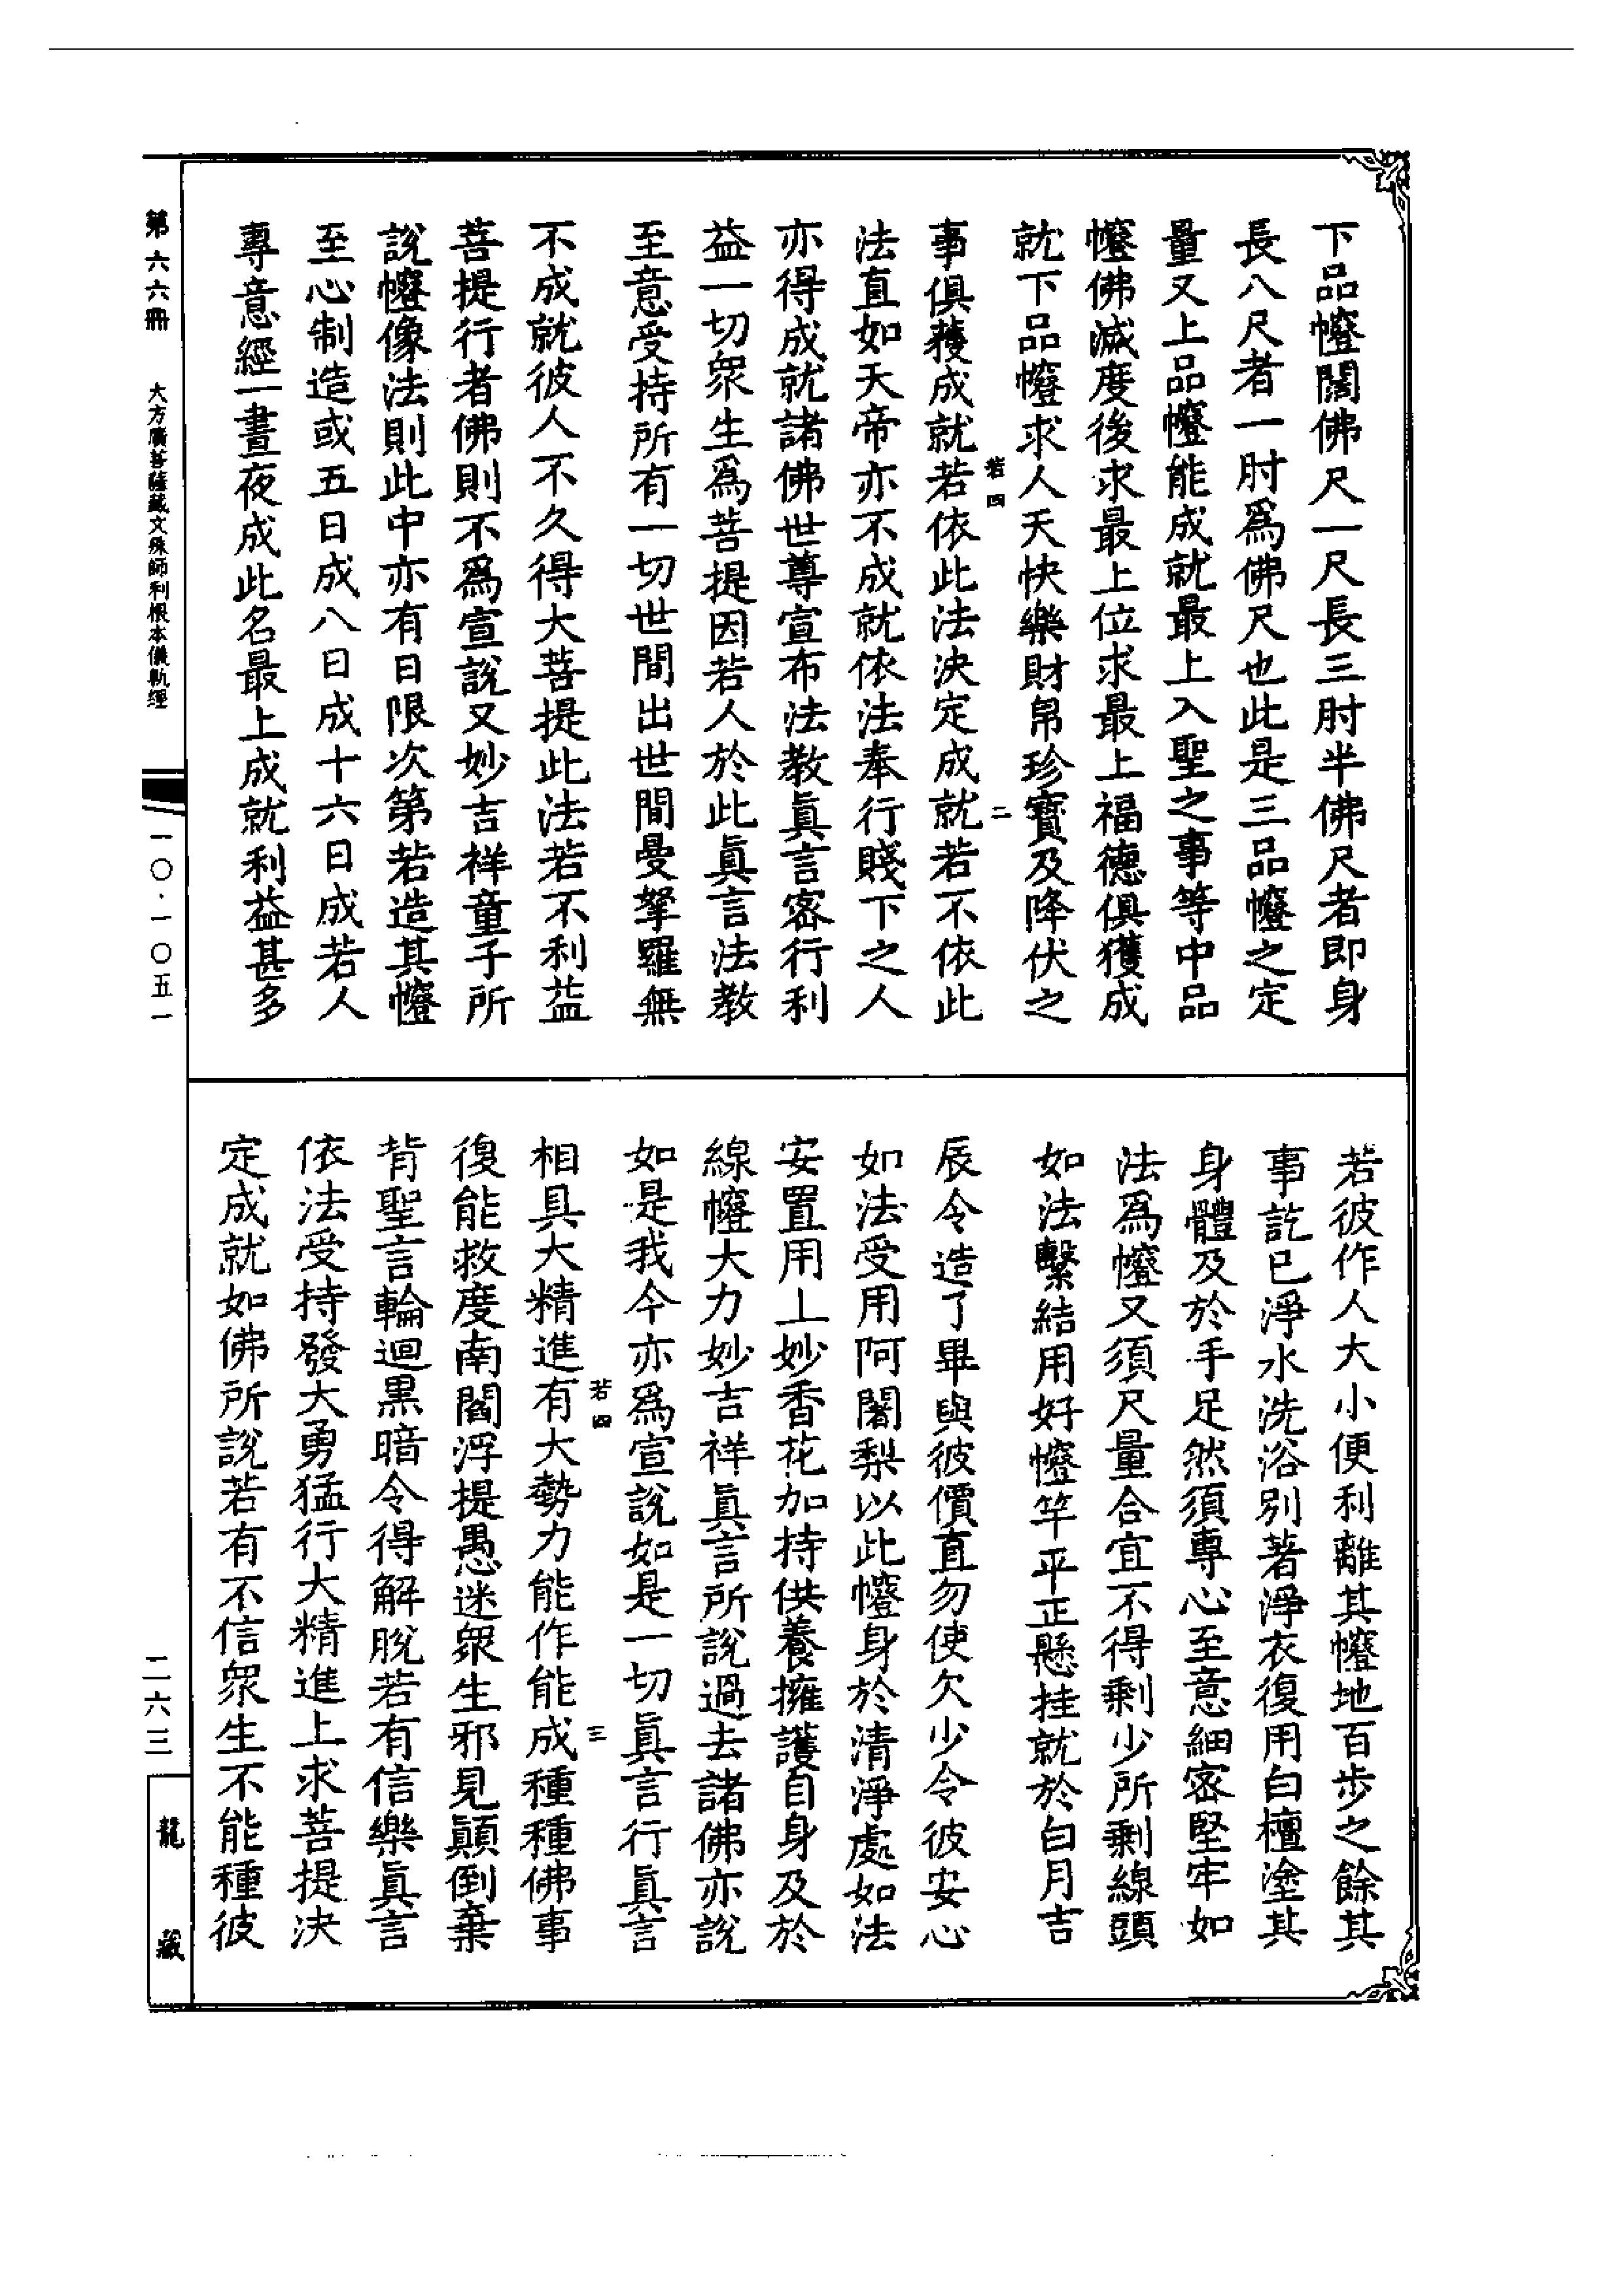 下品㡧闊佛尺一尺長三肘半佛尺者即身
長八尺者一肘爲佛尺也此是三品㡧之定
量又上品㡧能成就最上入聖之事等中品
㡧佛滅度後求最上位求最上福德俱獲成
就下品㡧求人天快樂財帛珍寶及降伏之
若四
二
事俱獲成就若依此法決定成就若不依此
法直如天帝亦不成就依法奉行賤下之人
亦得成就諸佛世尊宣布法教眞言密行利
益一切衆生爲菩提因若人於此眞言法教
至意受持所有一切世間出世間曼拏羅無
不成就彼人不久得大菩提此法若不利益
菩提行者佛則不爲宣說又妙吉祥童子所
說㡧像法則此中亦有日限次第若造其㡧
至心制造或五日成八日成十六日成若人
專意經一晝夜成此名最上成就利益甚多
若彼作人大小便利離其㡧地百步之餘其
事訖已淨水洗浴別著淨衣復用白檀塗其
身體及於手足然須專心至意細密堅牢如
法爲㡧又須尺量合宜不得剩少所剩線頭
如法繫結用好㡧竿平正懸挂就於白月吉
辰令造了畢與彼價直勿使欠少令彼安心
如法受用阿闍梨以此㡧身於清淨處如法
安置用上妙香花加持供養擁護自身及於
線㡧大力妙吉祥眞言所說過去諸佛亦說
如是我今亦爲宣說如是一切眞言行眞言
若四
三
相具大精進有大勢力能作能成種種佛事
復能救度南閻浮提愚迷衆生邪見顛倒棄
背聖言輪迴黑暗令得解脫若有信樂眞言
依法受持發大勇猛行大精進上求菩提決
定成就如佛所說若有不信衆生不能種彼
第六六冊 大方廣菩薩藏文殊師利根本儀軌經
一〇·一〇五一
二六三
龍藏